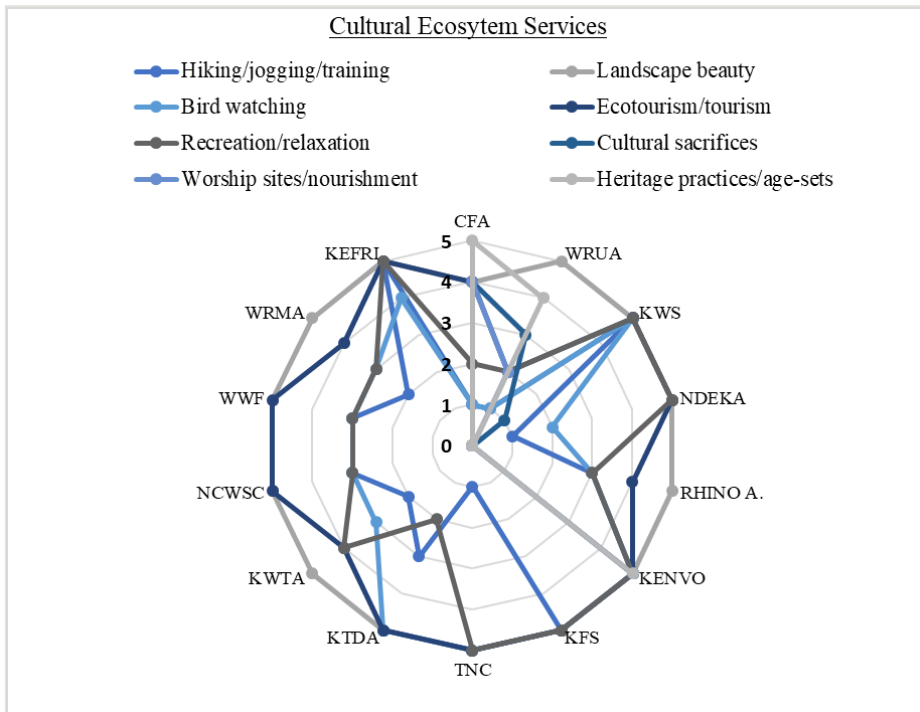 Cultural Ecosytem Services
Hiking/jogging/training
Landscape beauty
Bird watching
Ecotourism/tourism
Recreation/relaxation
Cultural sacrifices
Worship sites/nourishment
Heritage practices/age-sets
CFA
KEFRI
5
WRUA
4
WRMA
KWS
3
2
WWF
NDEKA
1
0
NCWSC
RHINO A.
KWTA
KENVO
KTDA
KFS
TNC